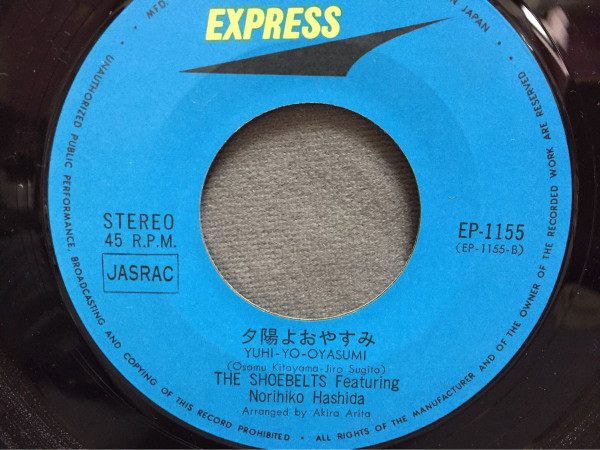 MFD.
N JAPAN
EXPRESS
STEREO
45 R.P.M.
JASRAC
EP-1155
(EP-1155-B)
夕陽よおやすみ
YUHI-YO-OYASUMI
(Osamu Kitayama-Jiro Sugita)
THE SHOEBELTS Featuring
Norihiko Hashida
Arranged by Akira Arita
UNAUTHORIZED PUBLIC PERFORMANCE, BROADCASTING AND COPYING OF THIS RECORD PROHIBITED • ALL RIGHTS OF THE MANUFACTURER AND OF THE OWNER OF THE RECORDED WORK ARE RESERVED